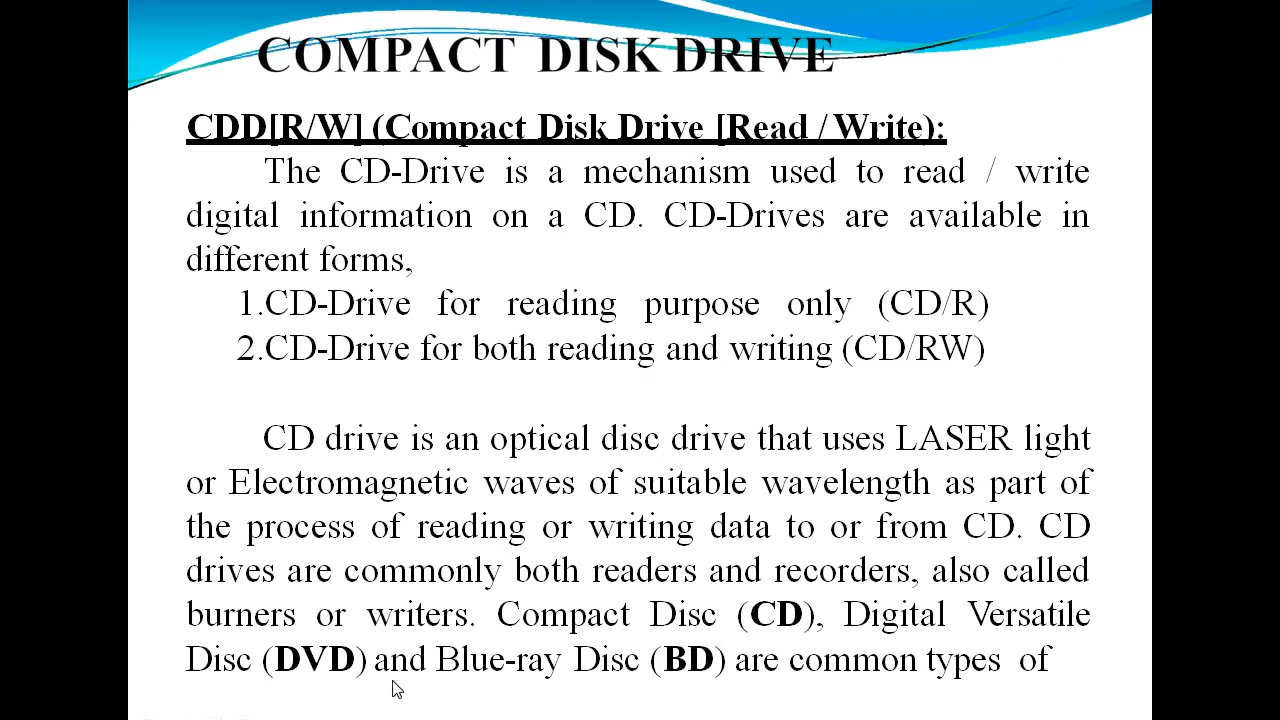 COMPACT DISK DRIVE
CDD[R/W] (Compact Disk Drive [Read / Write):
The CD-Drive is a mechanism used to read / write
digital information on a CD. CD-Drives are available in
different forms,
1.CD-Drive for reading purpose only (CD/R)
2.CD-Drive for both reading and writing (CD/RW)
CD drive is an optical disc drive that uses LASER light
or Electromagnetic waves of suitable wavelength as part of
the process of reading or writing data to or from CD. CD
drives are commonly both readers and recorders, also called
burners or writers. Compact Disc (CD), Digital Versatile
Disc (DVD) and Blue-ray Disc (BD) are common types of